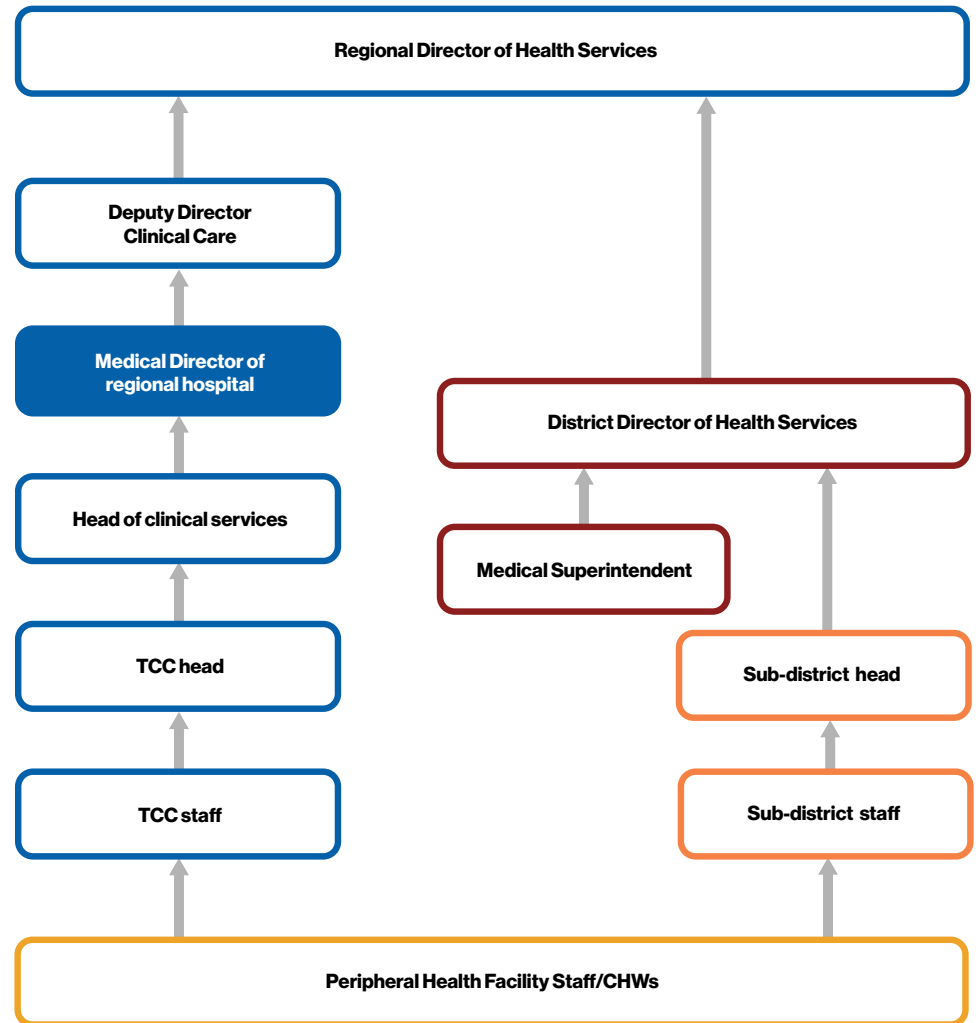 Regional Director of Health Services
Deputy Director
Clinical Care
Medical Director of
regional hospital
District Director of Health Services
Head of clinical services
Medical Superintendent
TCC head
Sub-district head
TCC staff
Sub-district staff
Peripheral Health Facility Staff/CHWs